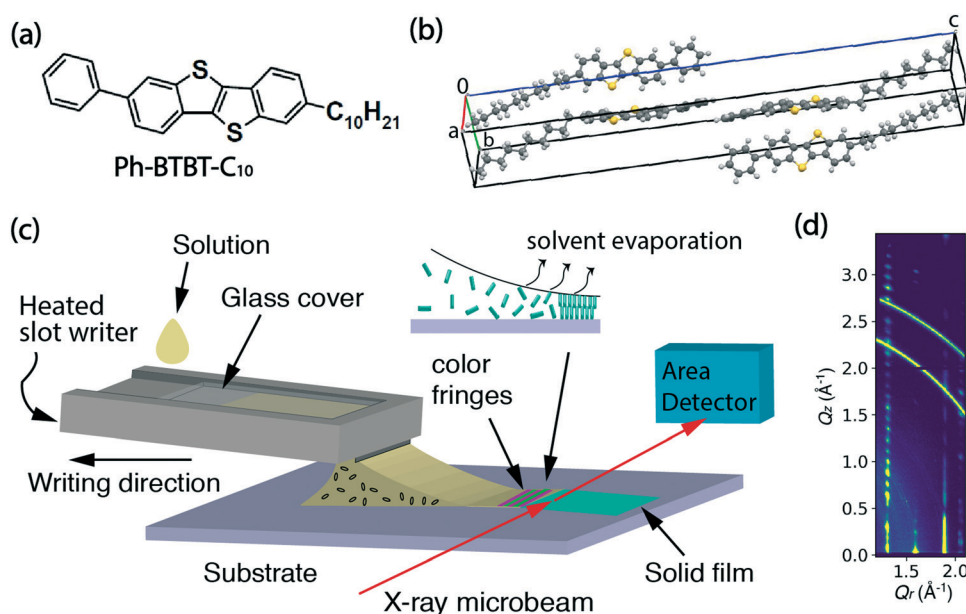 (a)
S
S
C10H21
Ph-BTBT-C10
(b)
0
a
b
c
(c)
Solution
Glass cover
Heated
slot writer
Writing direction
solvent evaporation
color
fringes
Area
Detector
Substrate
X-ray microbeam
Solid film
(d)
3.0
2.5
2.0
1.5
1.0
0.5
0.0
Qz (Å⁻¹)
1.5
2.0
Qr (Å⁻¹)